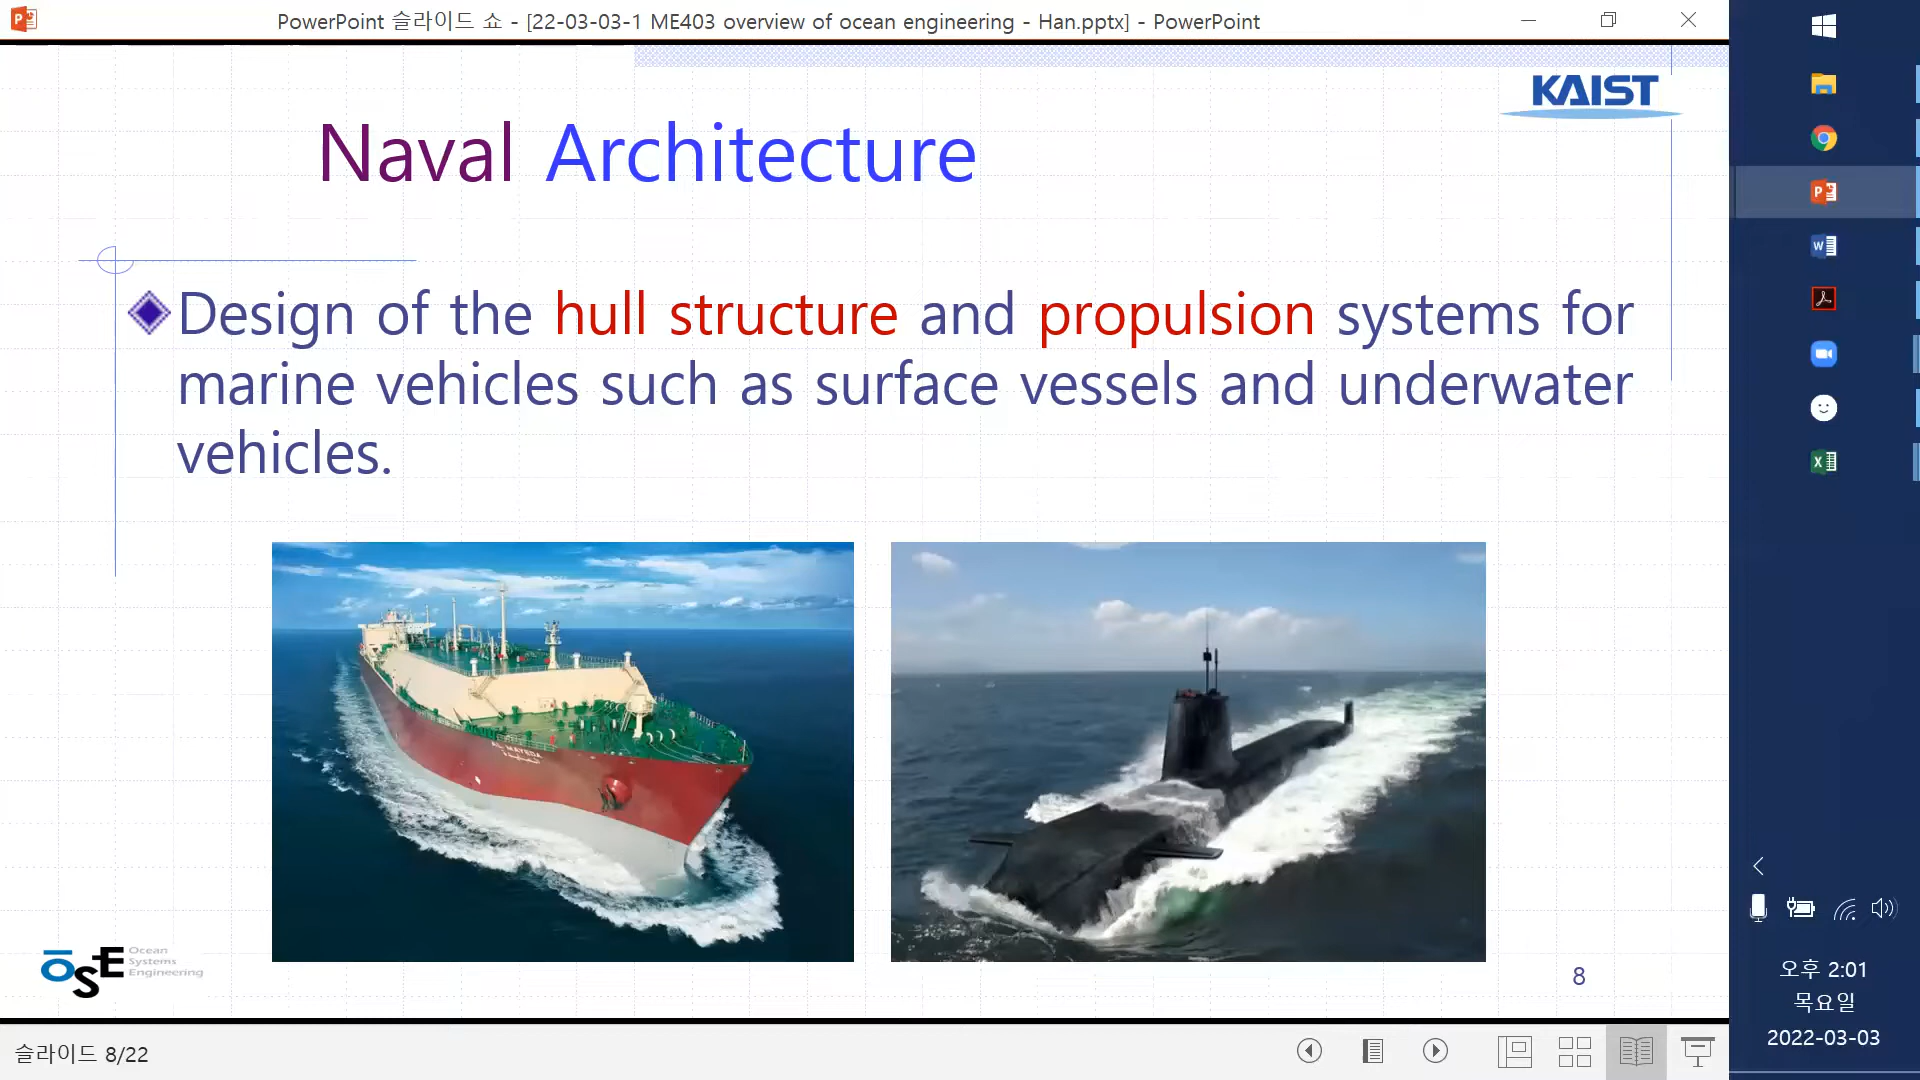 PowerPoint 슬라이드 쇼 - [22-03-03-1 ME403 overview of ocean engineering - Han.pptx] - PowerPoint
KAIST
Naval Architecture
Design of the hull structure and propulsion systems for
marine vehicles such as surface vessels and underwater
vehicles.
AL MAYEDA
ōSE Ocean
Systems
Engineering
8
오후 2:01
목요일
2022-03-03
슬라이드 8/22